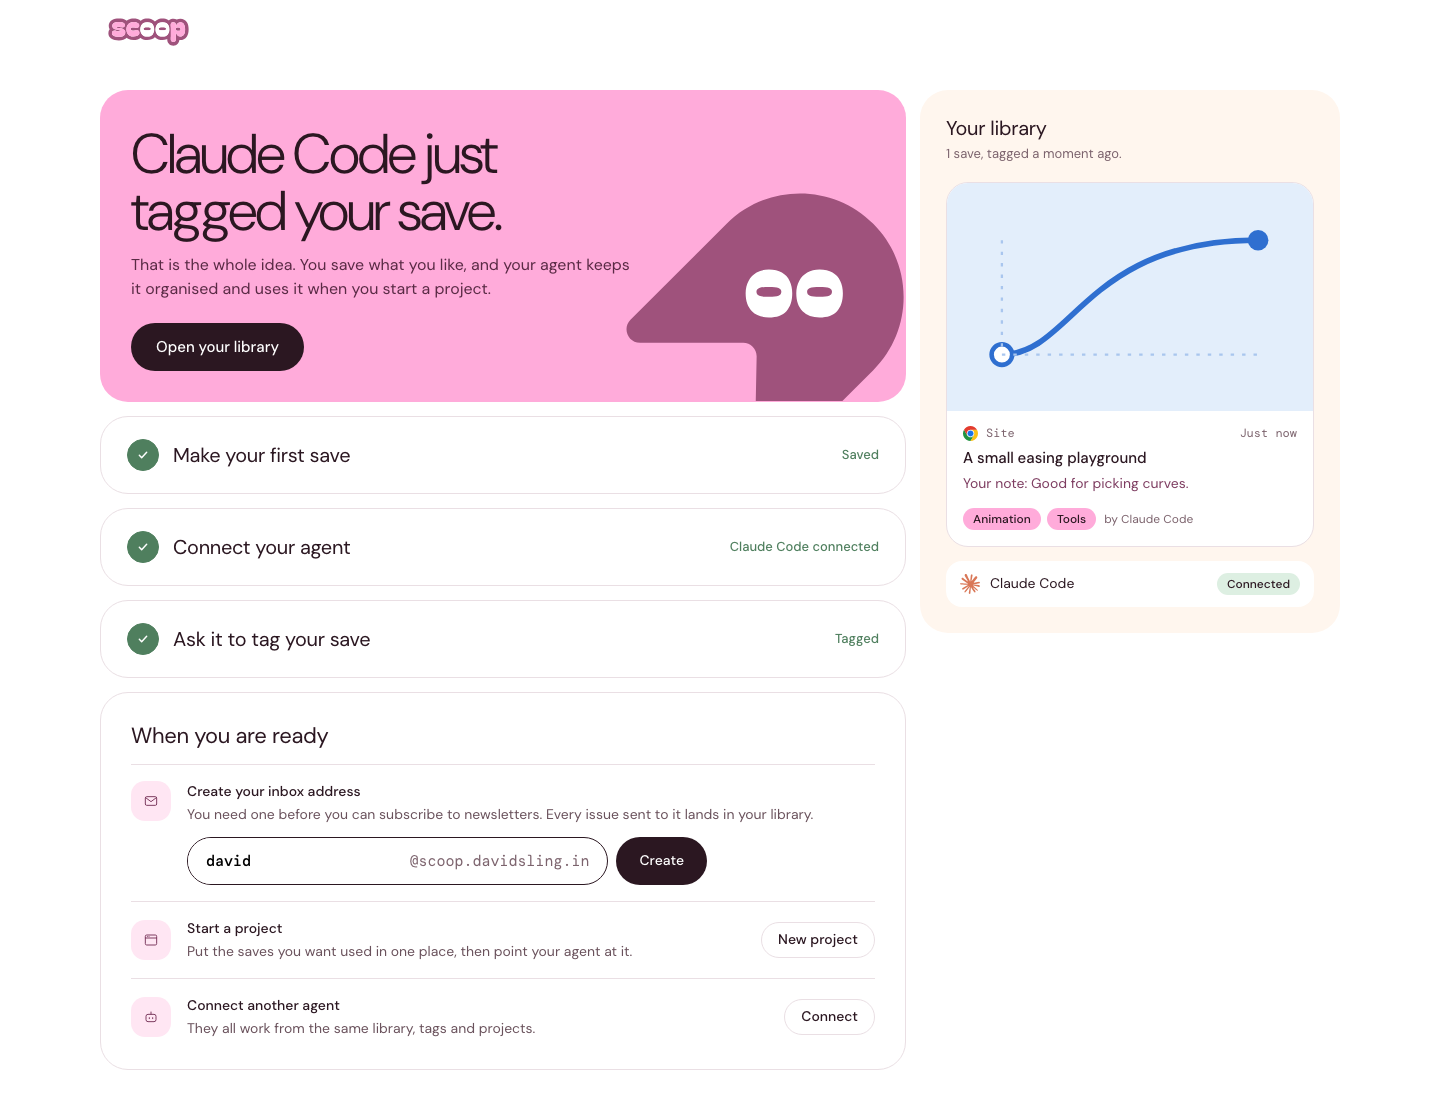 scoop
Claude Code just
tagged your save.
That is the whole idea. You save what you like, and your agent keeps
it organised and uses it when you start a project.
Open your library
Make your first save
Saved
Connect your agent
Claude Code connected
Ask it to tag your save
Tagged
When you are ready
Create your inbox address
You need one before you can subscribe to newsletters. Every issue sent to it lands in your library.
david
@scoop.davidsling.in
Create
Start a project
Put the saves you want used in one place, then point your agent at it.
New project
Connect another agent
They all work from the same library, tags and projects.
Connect
Your library
1 save, tagged a moment ago.
Site
Just now
A small easing playground
Your note: Good for picking curves.
Animation
Tools
by Claude Code
Claude Code
Connected